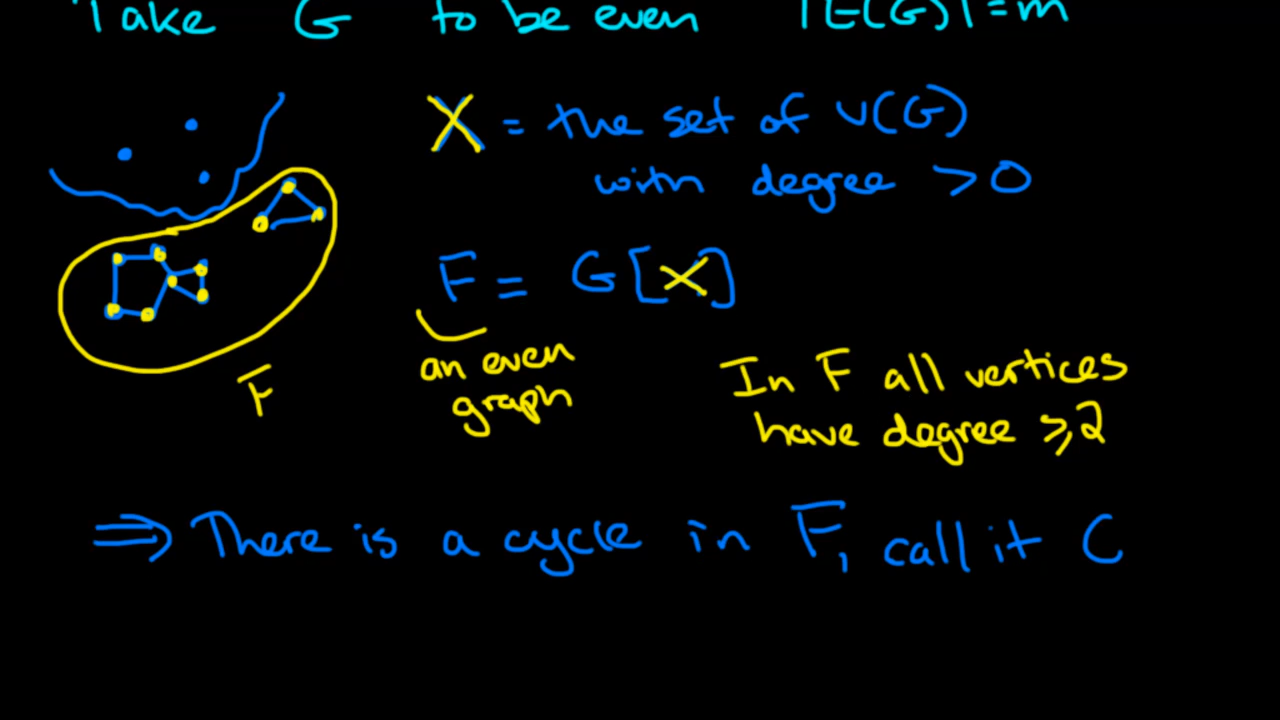 Take G to be even |E(G)|=m
X = the set of V(G)
with degree >0
F = G[X]
an even
graph
F
In F all vertices
have degree ⩾2
⟹ There is a cycle in F, call it C